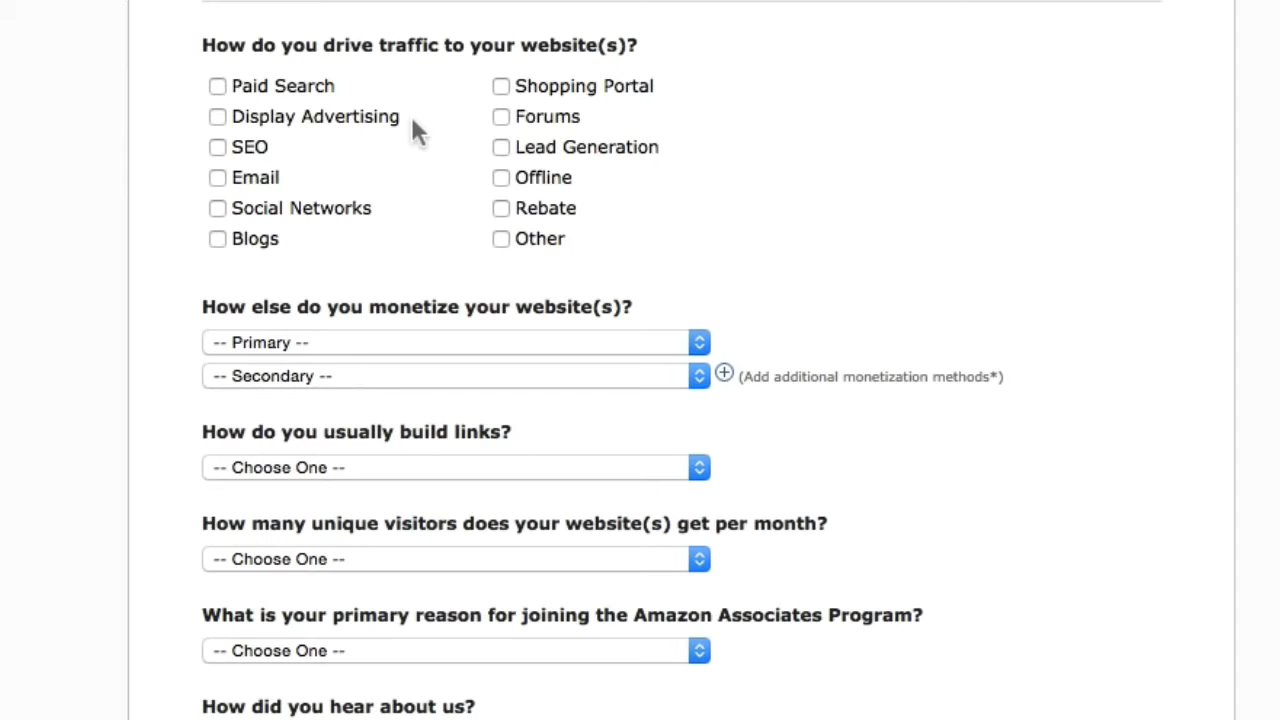 How do you drive traffic to your website(s)?
Paid Search
Shopping Portal
Display Advertising
Forums
SEO
Lead Generation
Email
Offline
Social Networks
Rebate
Blogs
Other
How else do you monetize your website(s)?
-- Primary --
-- Secondary --
(Add additional monetization methods*)
How do you usually build links?
-- Choose One --
How many unique visitors does your website(s) get per month?
-- Choose One --
What is your primary reason for joining the Amazon Associates Program?
-- Choose One --
How did you hear about us?